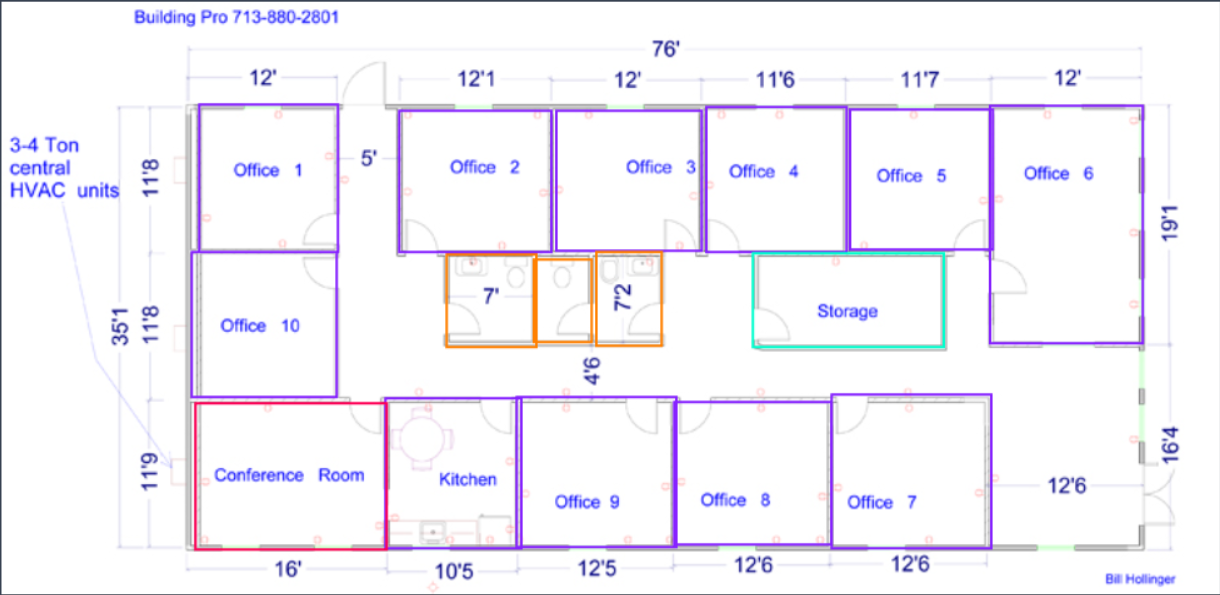 Building Pro 713-880-2801
76'
12'
12'1
12'
11'6
11'7
12'
3-4 Ton
central
HVAC units
11'8
Office 1
5'
Office 2
Office 3
Office 4
Office 5
Office 6
19'1
35'1
11'8
Office 10
7'
7'2
Storage
4'6
11'9
Conference Room
Kitchen
Office 9
Office 8
Office 7
12'6
16'4
16'
10'5
12'5
12'6
12'6
Bill Hollinger